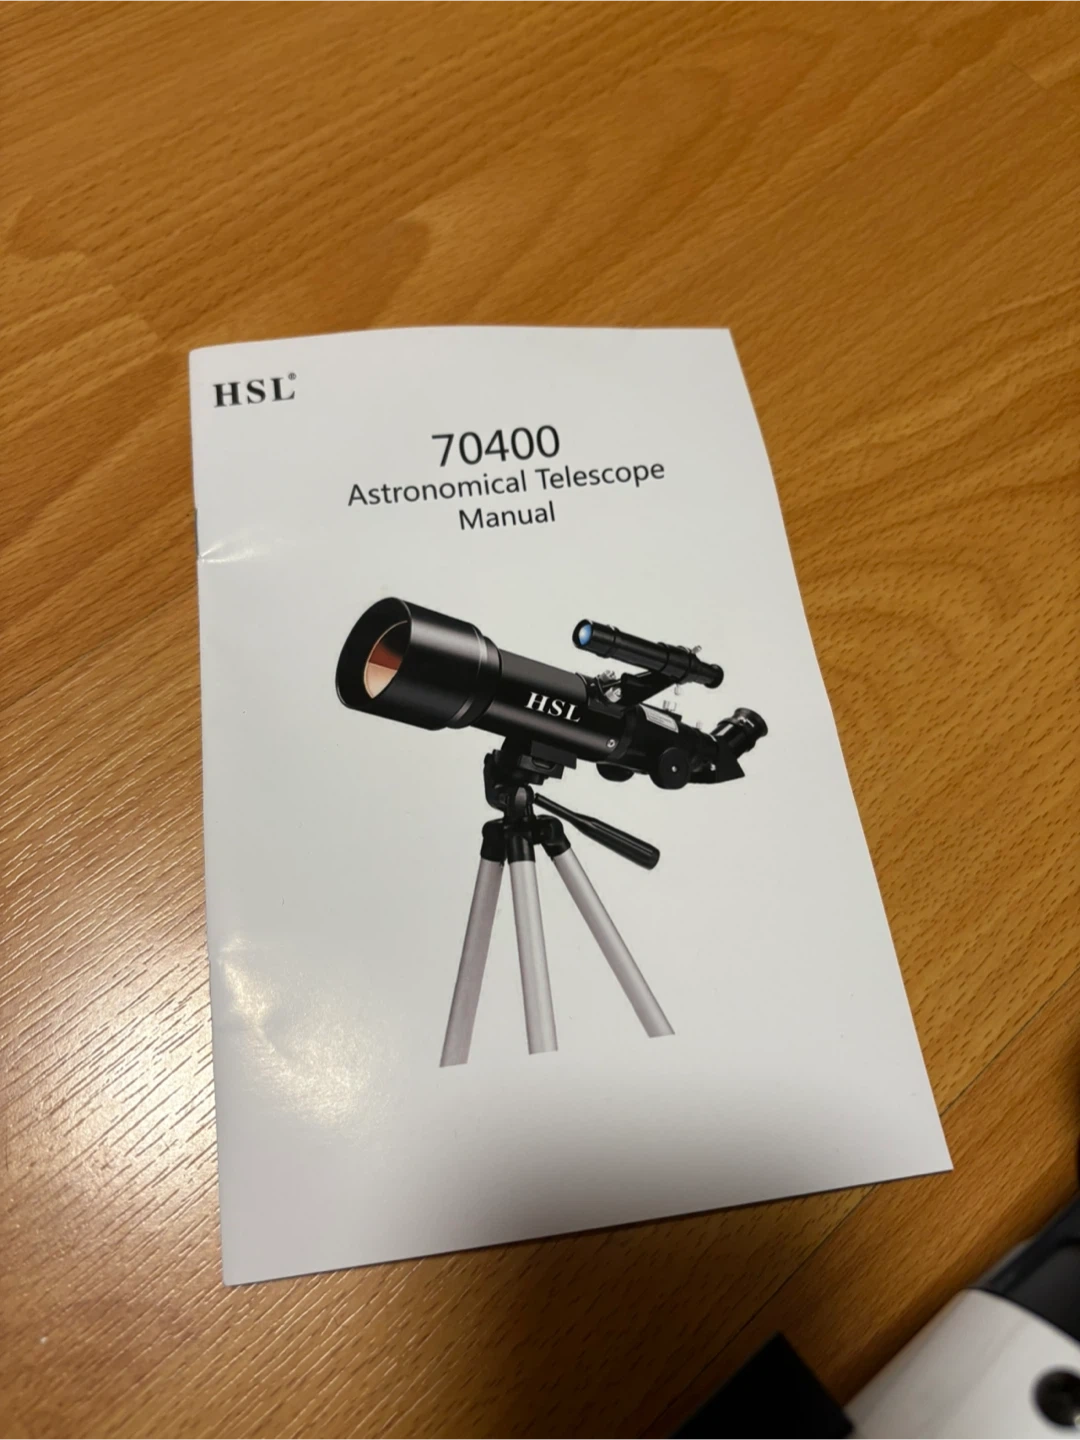 HSL®
70400
Astronomical Telescope
Manual
HSL